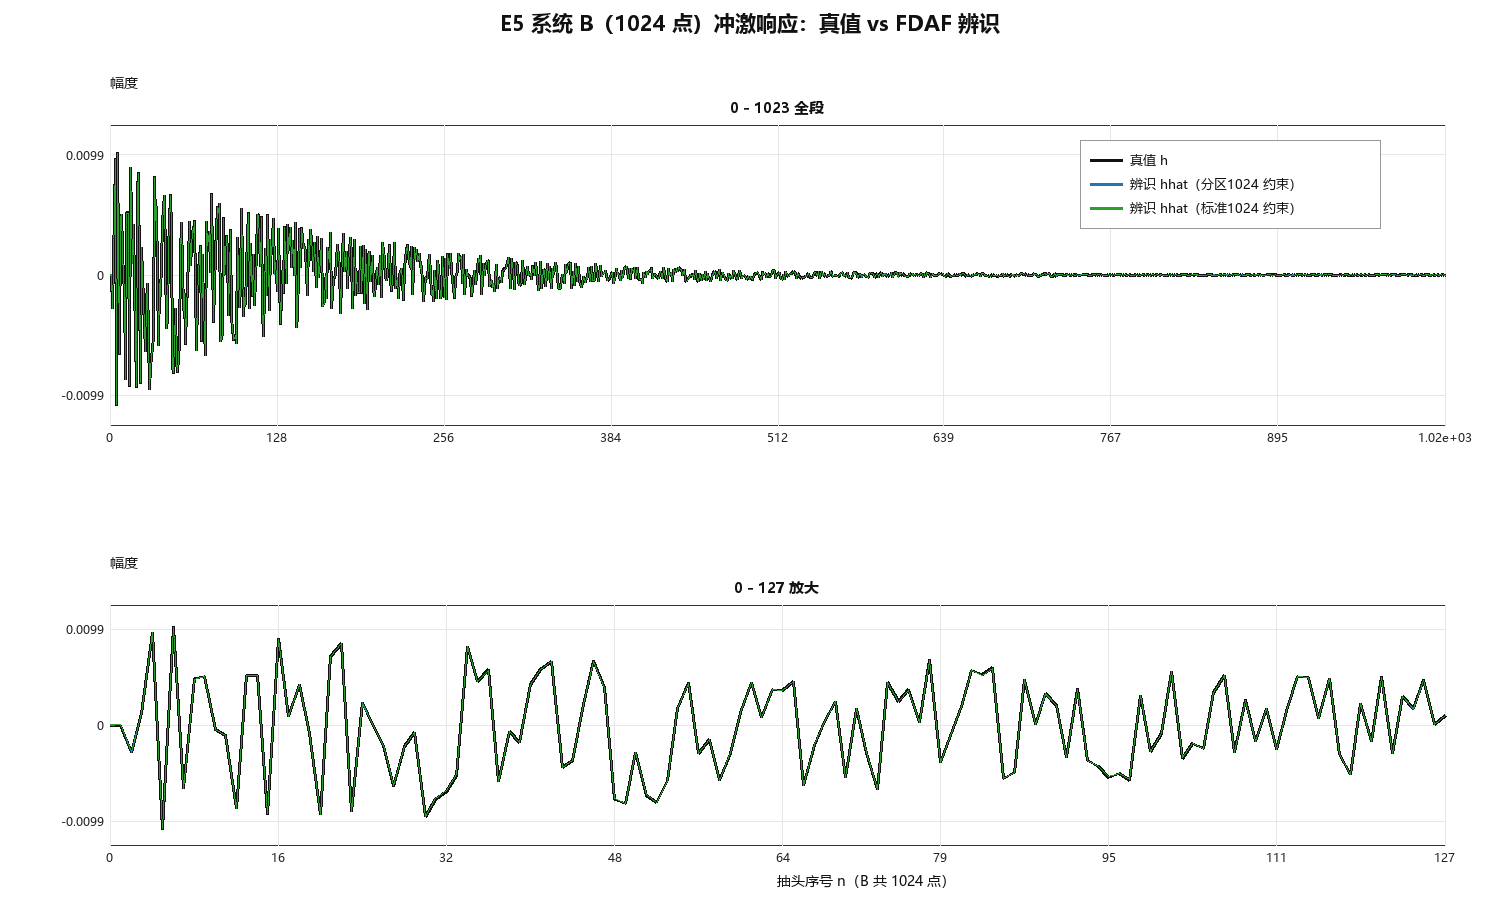 E5 系统 B（1024 点）冲激响应：真值 vs FDAF 辨识
幅度
0 - 1023 全段
真值 h
辨识 hhat（分区1024 约束）
辨识 hhat（标准1024 约束）
0.0099
0
-0.0099
0 128 256 384 512 639 767 895 1.02e+03
幅度
0 - 127 放大
0.0099
0
-0.0099
0 16 32 48 64 79 95 111 127
抽头序号 n（B 共 1024 点）